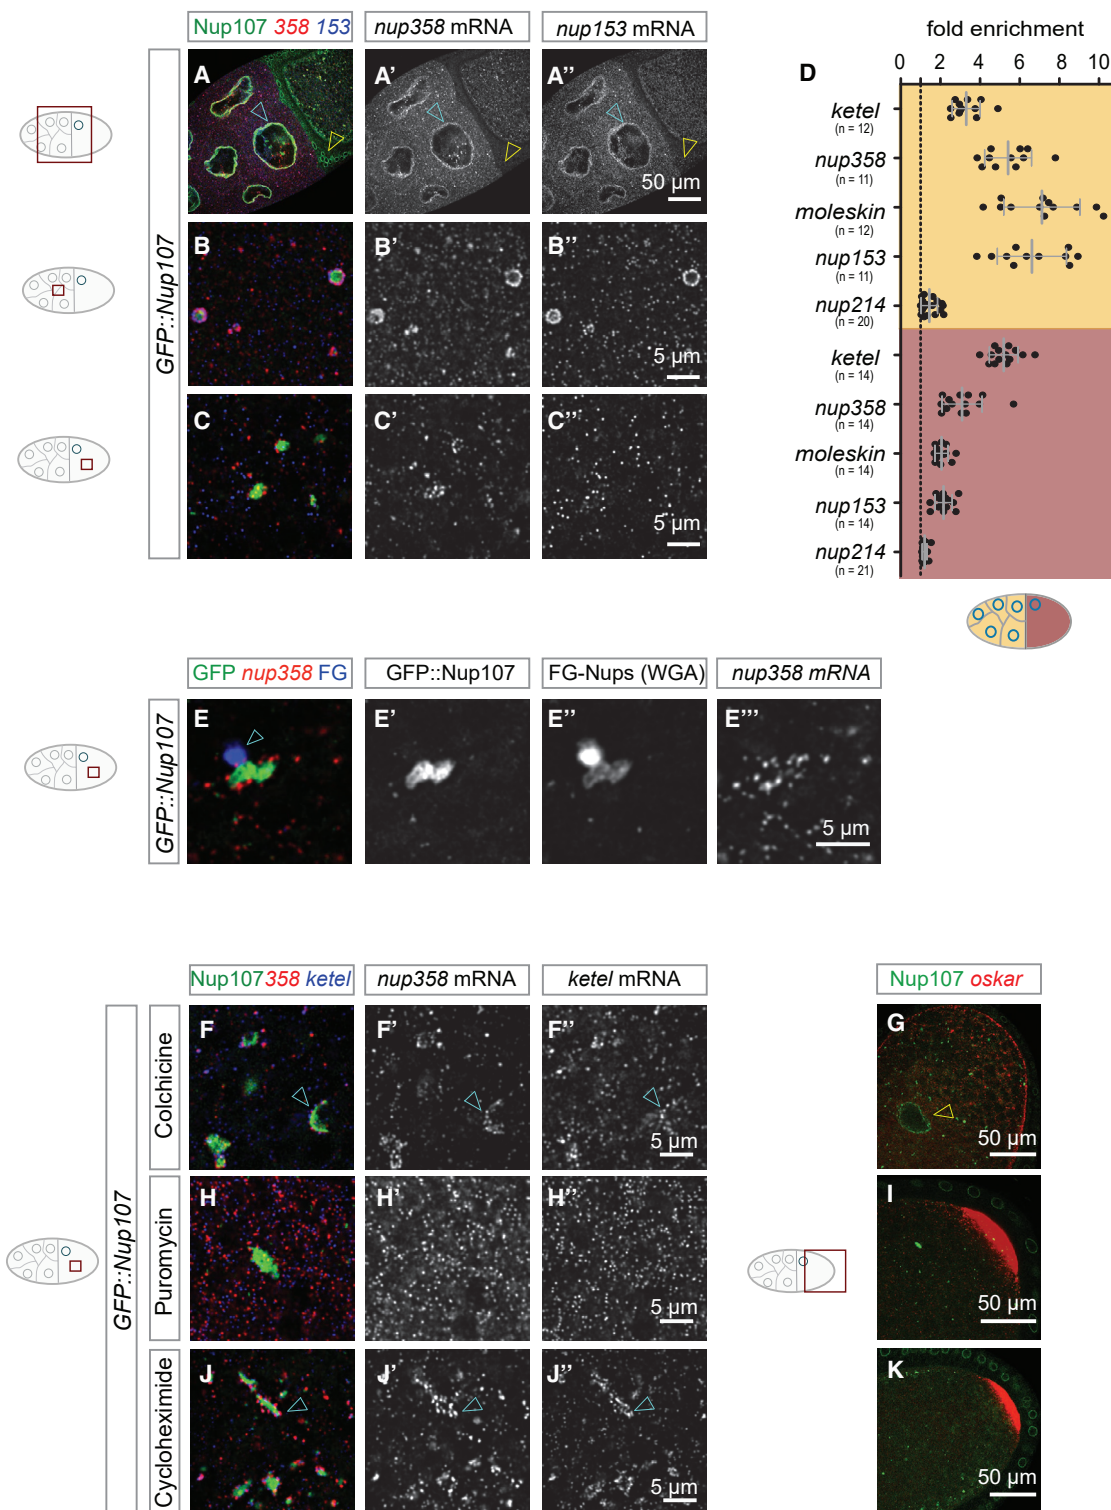 Nup107 358 153
nup358 mRNA
nup153 mRNA
GFP::Nup107
A
A'
A''
50 µm
B
B'
B''
5 µm
C
C'
C''
5 µm
D
fold enrichment
0 2 4 6 8 10
ketel
(n = 12)
nup358
(n = 11)
moleskin
(n = 12)
nup153
(n = 11)
nup214
(n = 20)
ketel
(n = 14)
nup358
(n = 14)
moleskin
(n = 14)
nup153
(n = 14)
nup214
(n = 21)
GFP nup358 FG
GFP::Nup107
FG-Nups (WGA)
nup358 mRNA
GFP::Nup107
E
E'
E''
E'''
5 µm
Nup107 358 ketel
nup358 mRNA
ketel mRNA
GFP::Nup107
Colchicine
F
F'
F''
5 µm
Puromycin
H
H'
H''
5 µm
Cycloheximide
J
J'
J''
5 µm
Nup107 oskar
G
50 µm
I
50 µm
K
50 µm